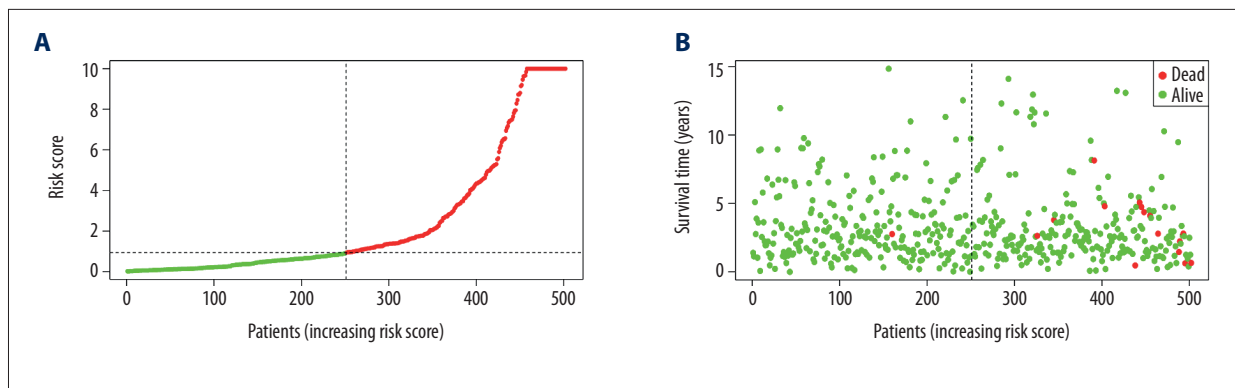 A
10
8
6
4
2
0
Risk score
0 100 200 300 400 500
Patients (increasing risk score)
B
15
10
5
0
Survival time (years)
0 100 200 300 400 500
Patients (increasing risk score)
Dead
Alive